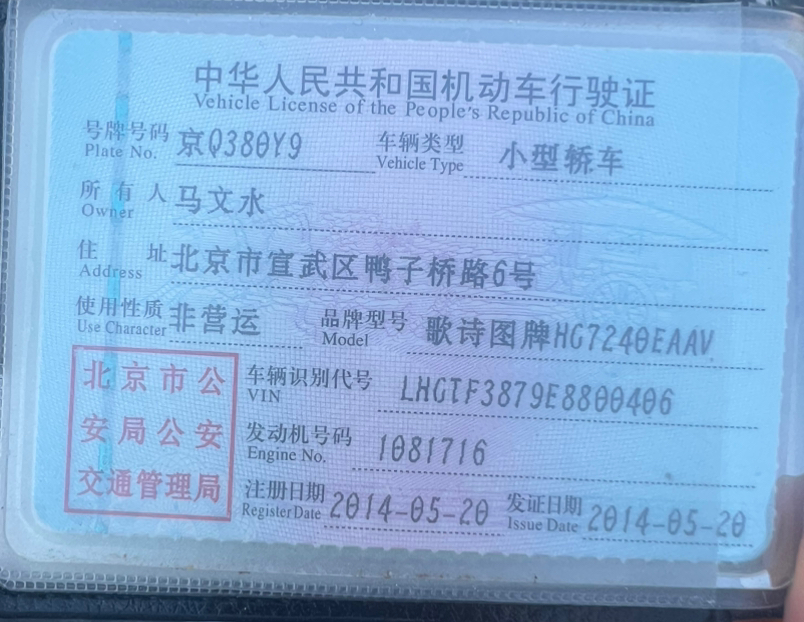 中华人民共和国机动车行驶证
Vehicle License of the People's Republic of China
号牌号码 京Q380Y9 车辆类型 小型轿车
Plate No. Vehicle Type
所有人 马文水
Owner
住址 北京市宣武区鸭子桥路6号
Address
使用性质 非营运 品牌型号 歌诗图牌HG7240EAAV
Use Character Model
北京市公安局公安交通管理局
车辆识别代号 LHGTF3879E8800406
VIN
发动机号码 1081716
Engine No.
注册日期 2014-05-20 发证日期 2014-05-20
Register Date Issue Date